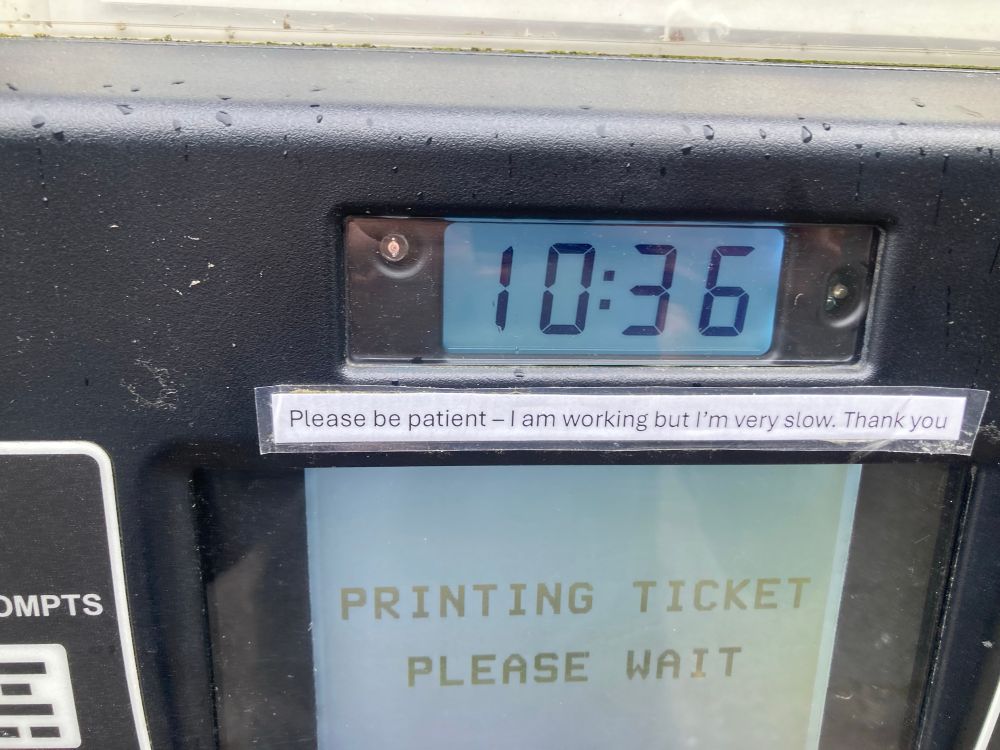 10:36
Please be patient – I am working but I'm very slow. Thank you
PRINTING TICKET
OMPTS
PLEASE WAIT